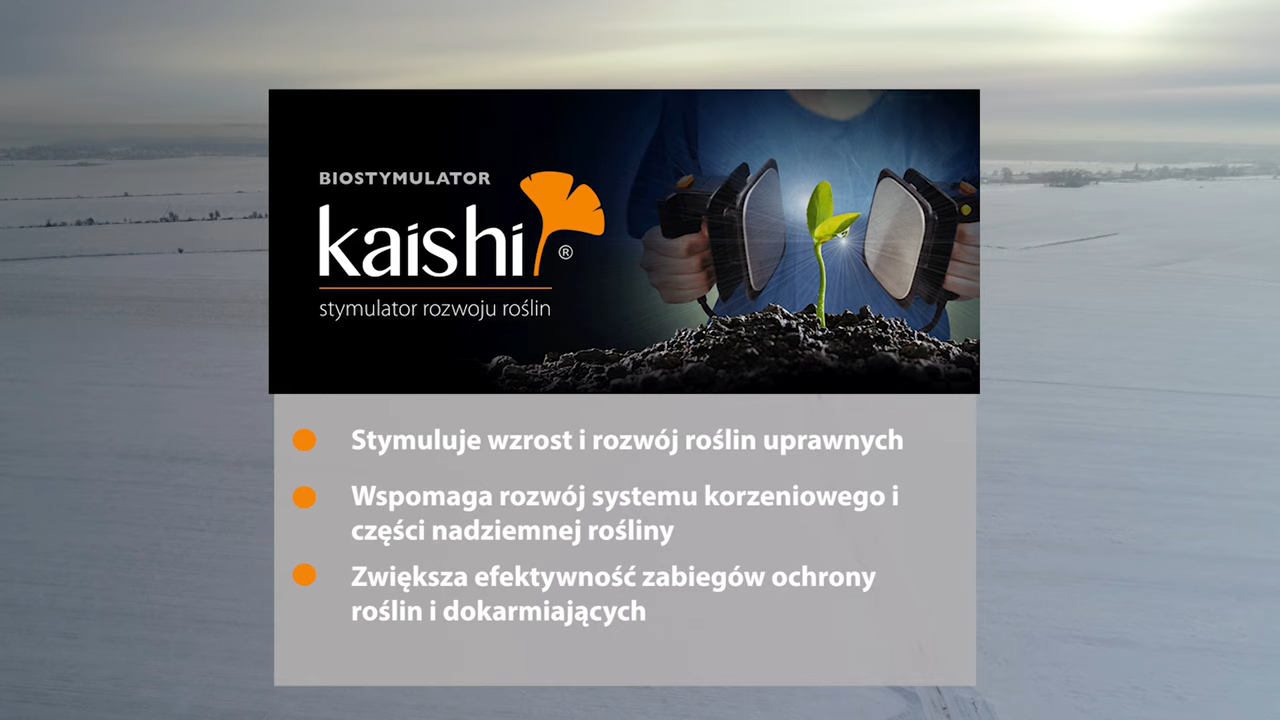 BIOSTYMULATOR
kaishi®
stymulator rozwoju roślin
Stymuluje wzrost i rozwój roślin uprawnych
Wspomaga rozwój systemu korzeniowego i
części nadziemnej rośliny
Zwiększa efektywność zabiegów ochrony
roślin i dokarmiających